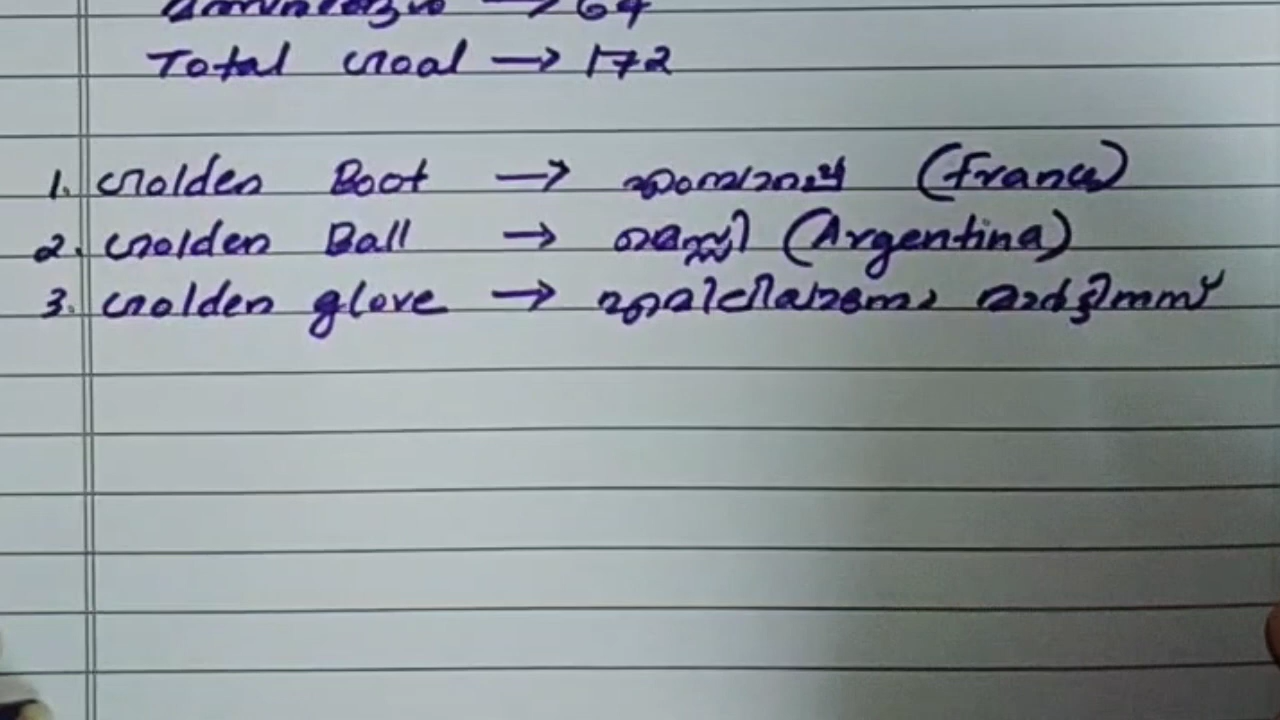 → 64
Total Goal → 172
1. Golden Boot → എംബാപ്പെ (France)
2. Golden Ball → മെസ്സി (Argentina)
3. Golden glove → എമിലിയാനോ മാർട്ടിനസ്